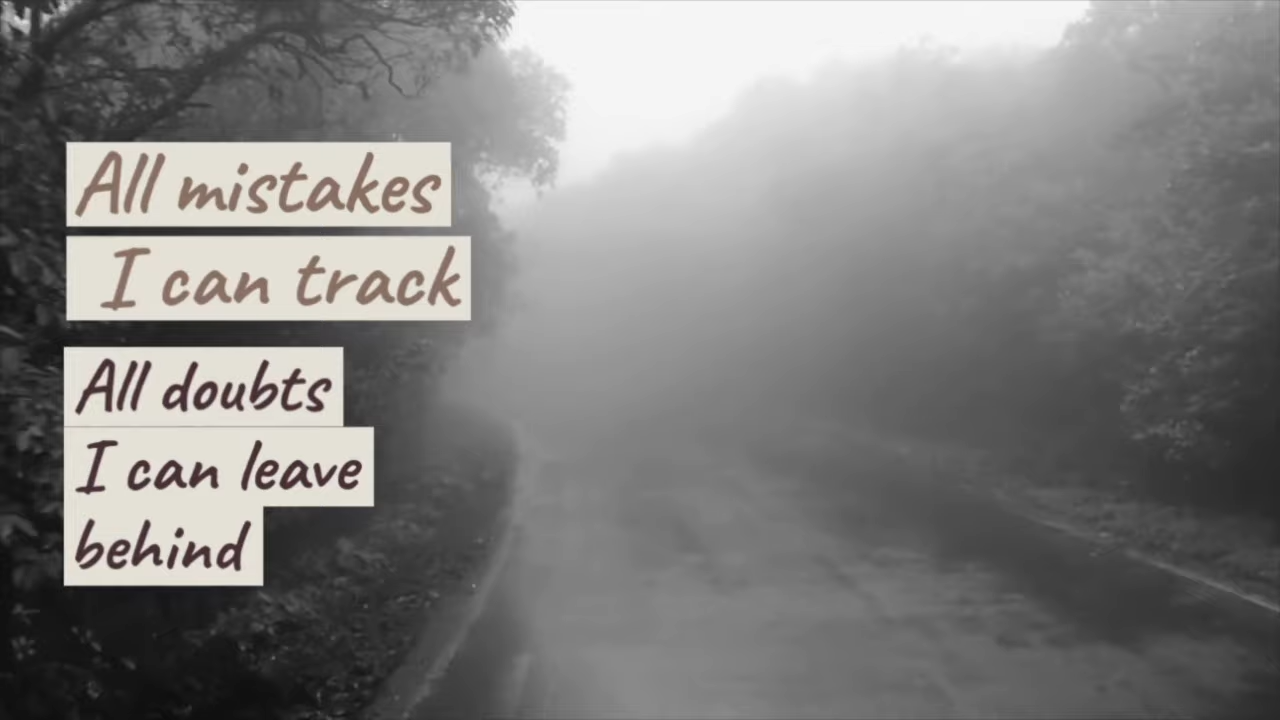 All mistakes
I can track
All doubts
I can leave
behind